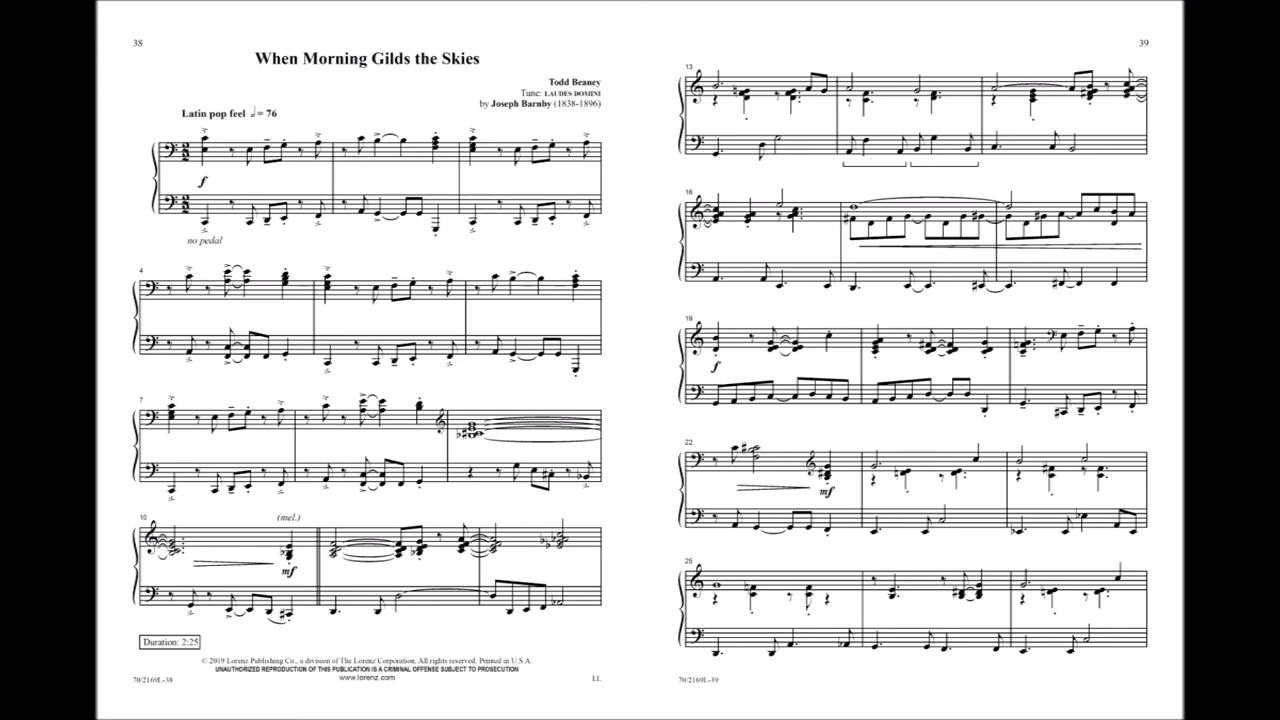 38
When Morning Gilds the Skies
Todd Beaney
Tune: LAUDES DOMINI
by Joseph Barnby (1838-1896)
Latin pop feel = 76
f
no pedal
4
7
10
(mel.)
mf
Duration: 2:25
© 2019 Lorenz Publishing Co., a division of The Lorenz Corporation. All rights reserved. Printed in U.S.A.
UNAUTHORIZED REPRODUCTION OF THIS PUBLICATION IS A CRIMINAL OFFENSE SUBJECT TO PROSECUTION
www.lorenz.com
70/2169L-38
39
13
16
19
f
22
mf
25
70/2169L-39